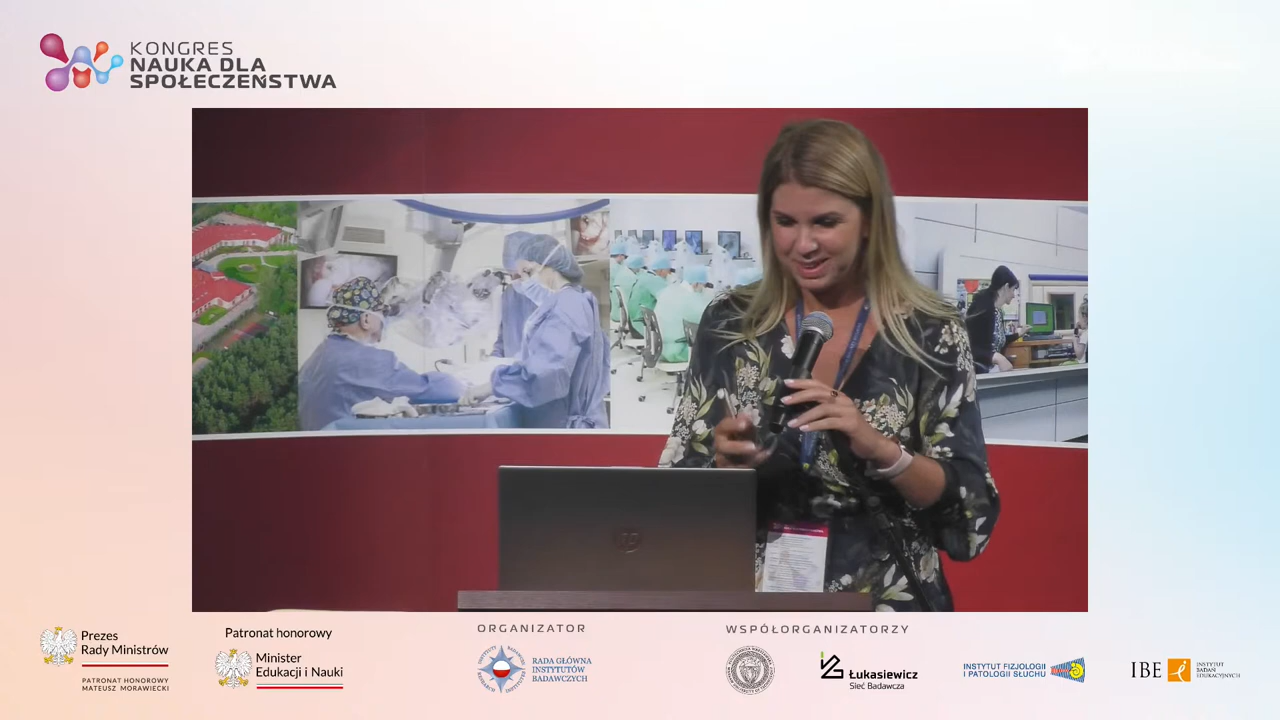 KONGRES
NAUKA DLA
SPOŁECZEŃSTWA
Prezes
Rady Ministrów
PATRONAT HONOROWY
MATEUSZ MORAWIECKI
Patronat honorowy
Minister
Edukacji i Nauki
ORGANIZATOR
RADA GŁÓWNA
INSTYTUTÓW
BADAWCZYCH
WSPÓŁORGANIZATORZY
Łukasiewicz
Sieć Badawcza
INSTYTUT FIZJOLOGII
I PATOLOGII SŁUCHU
IBE
INSTYTUT
BADAŃ
EDUKACYJNYCH